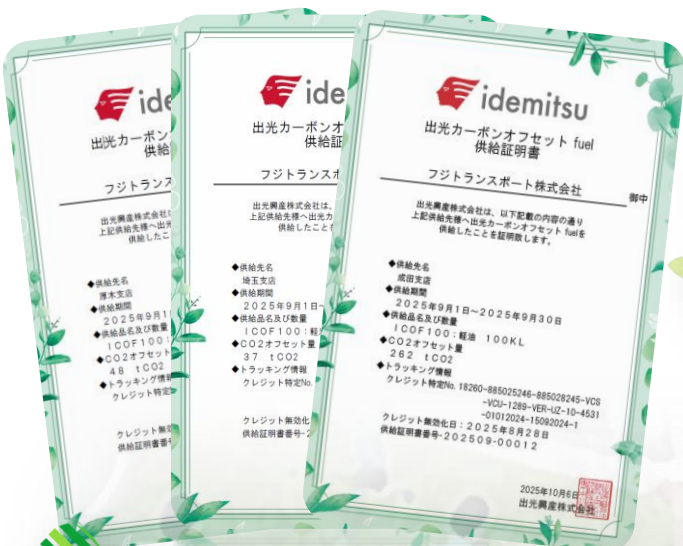 ide
出光カーボン
供給
フジトランス
出光興産株式会社
上記供給先様へ出光
供給したこ
◆供給先名
厚木支店
◆供給期間
2025年9月1
◆供給品名及び数量
ICOF100：
◆CO2オフセット
48 tCO2
◆トラッキング情報
クレジット特定
クレジット無効
供給証明書番号
ide
出光カーボンオフ
供給証
フジトランスポ
出光興産株式会社は、
上記供給先様へ出光カ
供給したことを
◆供給先名
埼玉支店
◆供給期間
2025年9月1日～
◆供給品名及び数量
ICOF100：軽
◆CO2オフセット量
37 tCO2
◆トラッキング情報
クレジット特定No.
クレジット無効化
供給証明書番号-2
idemitsu
出光カーボンオフセット fuel
供給証明書
フジトランスポート株式会社 御中
出光興産株式会社は、以下記載の内容の通り
上記供給先様へ出光カーボンオフセット fuelを
供給したことを証明致します。
◆供給先名
成田支店
◆供給期間
2025年9月1日～2025年9月30日
◆供給品名及び数量
ICOF100：軽油 100KL
◆CO2オフセット量
262 tCO2
◆トラッキング情報
クレジット特定No. 18260-885025246-885028245-VCS
-VCU-1289-VER-UZ-10-4531
-01012024-15092024-1
クレジット無効化日：2025年8月28日
供給証明書番号-202509-00012
2025年10月6日
出光興産株式会社